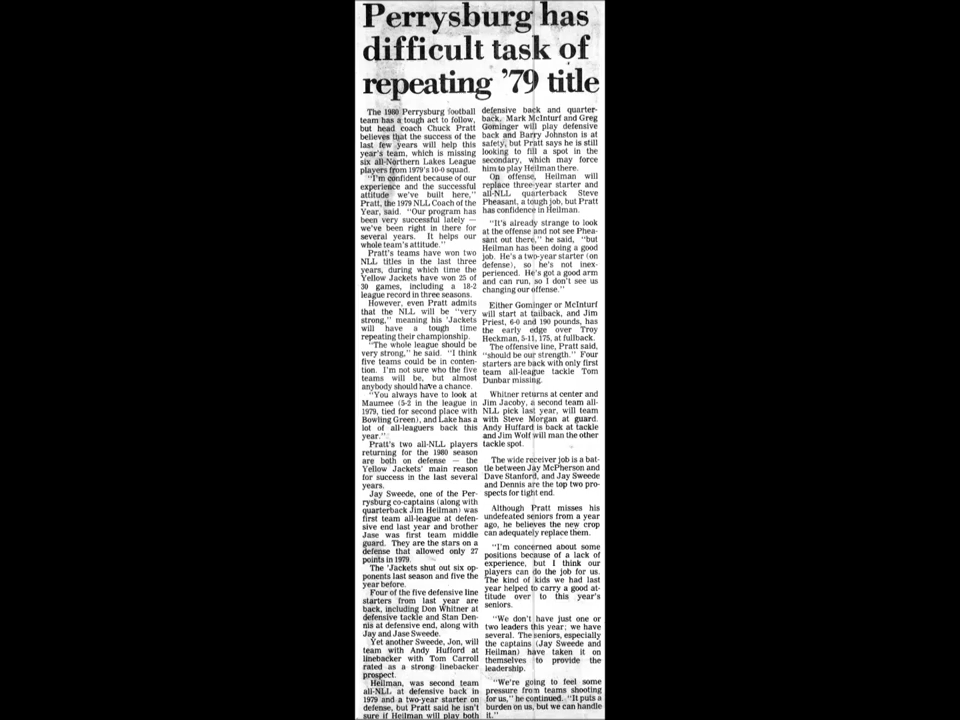 Perrysburg has
difficult task of
repeating '79 title
The 1980 Perrysburg football
team has a tough act to follow,
but head coach Chuck Pratt
believes that the success of the
last few years will help this
year's team, which is missing
six all-Northern Lakes League
players from 1979's 10-0 squad.
"I'm confident because of our
experience and the successful
attitude we've built here,"
Pratt, the 1979 NLL Coach of the
Year, said. "Our program has
been very successful lately —
we've been right in there for
several years. It helps our
whole team's attitude."
Pratt's teams have won two
NLL titles in the last three
years, during which time the
Yellow Jackets have won 25 of
30 games, including a 18-2
league record in three seasons.
However, even Pratt admits
that the NLL will be "very
strong," meaning his 'Jackets
will have a tough time
repeating their championship.
"The whole league should be
very strong," he said. "I think
five teams could be in conten-
tion. I'm not sure who the five
teams will be, but almost
anybody should have a chance.
"You always have to look at
Maumee (5-2 in the league in
1979, tied for second place with
Bowling Green), and Lake has a
lot of all-leaguers back this
year."
Pratt's two all-NLL players
returning for the 1980 season
are both on defense — the
Yellow Jackets' main reason
for success in the last several
years.
Jay Sweede, one of the Per-
rysburg co-captains (along with
quarterback Jim Heilman) was
first team all-league at defen-
sive end last year and brother
Jase was first team middle
guard. They are the stars on a
defense that allowed only 27
points in 1979.
The 'Jackets shut out six op-
ponents last season and five the
year before.
Four of the five defensive line
starters from last year are
back, including Don Whitner at
defensive tackle and Stan Den-
nis at defensive end, along with
Jay and Jase Sweede.
Yet another Sweede, Jon, will
team with Andy Hufford at
linebacker with Tom Carroll
rated as a strong linebacker
prospect.
Heilman, was second team
all-NLL at defensive back in
1979 and a two-year starter on
defense, but Pratt said he isn't
sure if Heilman will play both
defensive back and quarter-
back. Mark McInturf and Greg
Gominger will play defensive
back and Barry Johnston is at
safety, but Pratt says he is still
looking to fill a spot in the
secondary, which may force
him to play Heilman there.
On offense, Heilman will
replace three-year starter and
all-NLL quarterback Steve
Pheasant, a tough job, but Pratt
has confidence in Heilman.
"It's already strange to look
at the offense and not see Phea-
sant out there," he said, "but
Heilman has been doing a good
job. He's a two-year starter (on
defense), so he's not inex-
perienced. He's got a good arm
and can run, so I don't see us
changing our offense."
Either Gominger or McInturf
will start at tailback, and Jim
Priest, 6-0 and 190 pounds, has
the early edge over Troy
Heckman, 5-11, 175, at fullback.
The offensive line, Pratt said,
"should be our strength." Four
starters are back with only first
team all-league tackle Tom
Dunbar missing.
Whitner returns at center and
Jim Jacoby, a second team all-
NLL pick last year, will team
with Steve Morgan at guard.
Andy Huffard is back at tackle
and Jim Wolf will man the other
tackle spot.
The wide receiver job is a bat-
tle between Jay McPherson and
Dave Stanford, and Jay Sweede
and Dennis are the top two pro-
spects for tight end.
Although Pratt misses his
undefeated seniors from a year
ago, he believes the new crop
can adequately replace them.
"I'm concerned about some
positions because of a lack of
experience, but I think our
players can do the job for us.
The kind of kids we had last
year helped to carry a good at-
titude over to this year's
seniors.
"We don't have just one or
two leaders this year; we have
several. The seniors, especially
the captains (Jay Sweede and
Heilman) have taken it on
themselves to provide the
leadership.
"We're going to feel some
pressure from teams shooting
for us," he continued. "It puts a
burden on us, but we can handle
it."